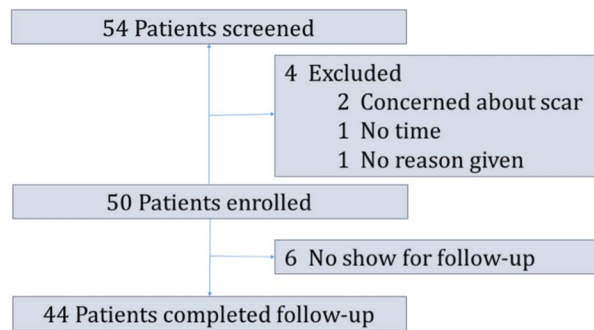 54 Patients screened
4 Excluded
2 Concerned about scar
1 No time
1 No reason given
50 Patients enrolled
6 No show for follow-up
44 Patients completed follow-up